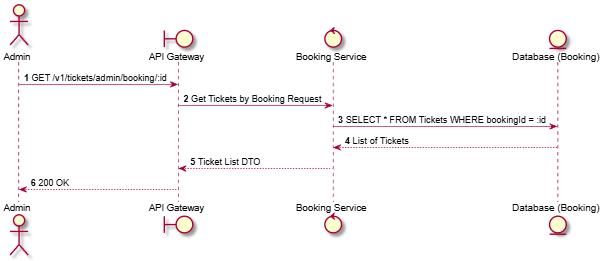 Admin API Gateway Booking Service Database (Booking)
1 GET /v1/tickets/admin/booking/:id
2 Get Tickets by Booking Request
3 SELECT * FROM Tickets WHERE bookingId = :id
4 List of Tickets
5 Ticket List DTO
6 200 OK
Admin API Gateway Booking Service Database (Booking)